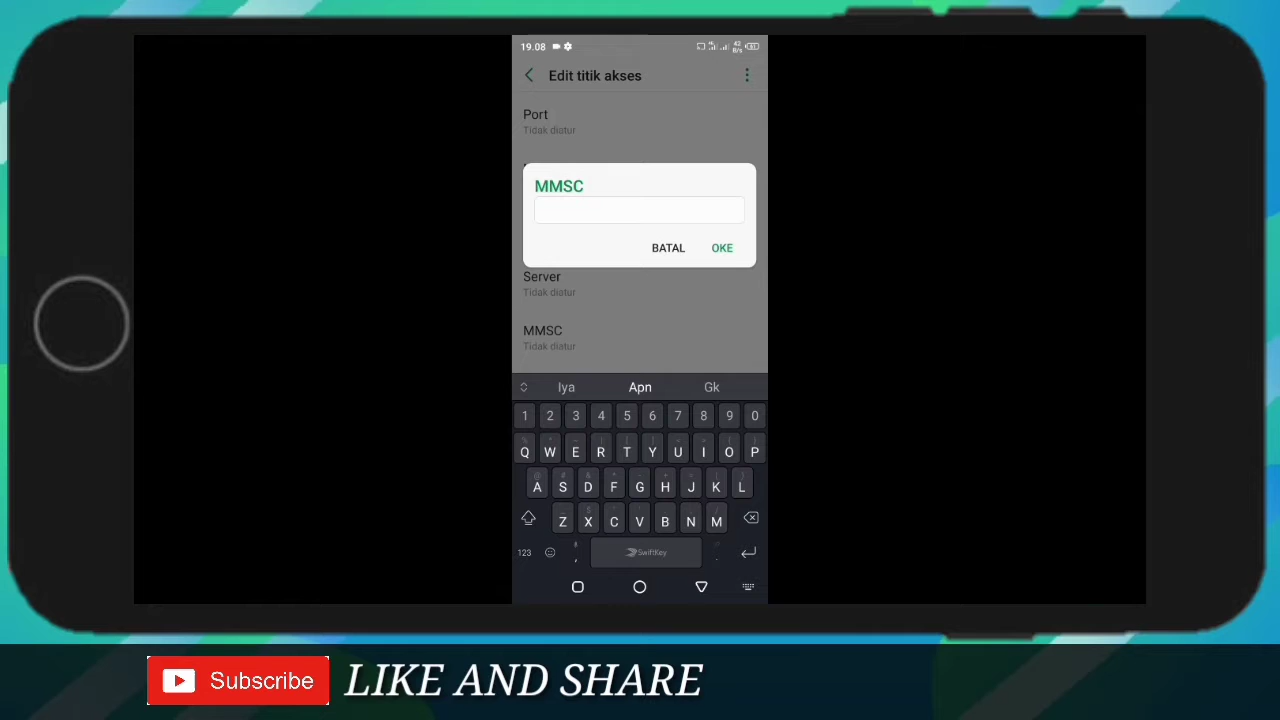 19.08
Edit titik akses
Port
Tidak diatur
MMSC
BATAL OKE
Server
Tidak diatur
MMSC
Tidak diatur
Iya Apn Gk
1 2 3 4 5 6 7 8 9 0
Q W E R T Y U I O P
A S D F G H J K L
Z X C V B N M
123 , SwiftKey .
Subscribe LIKE AND SHARE